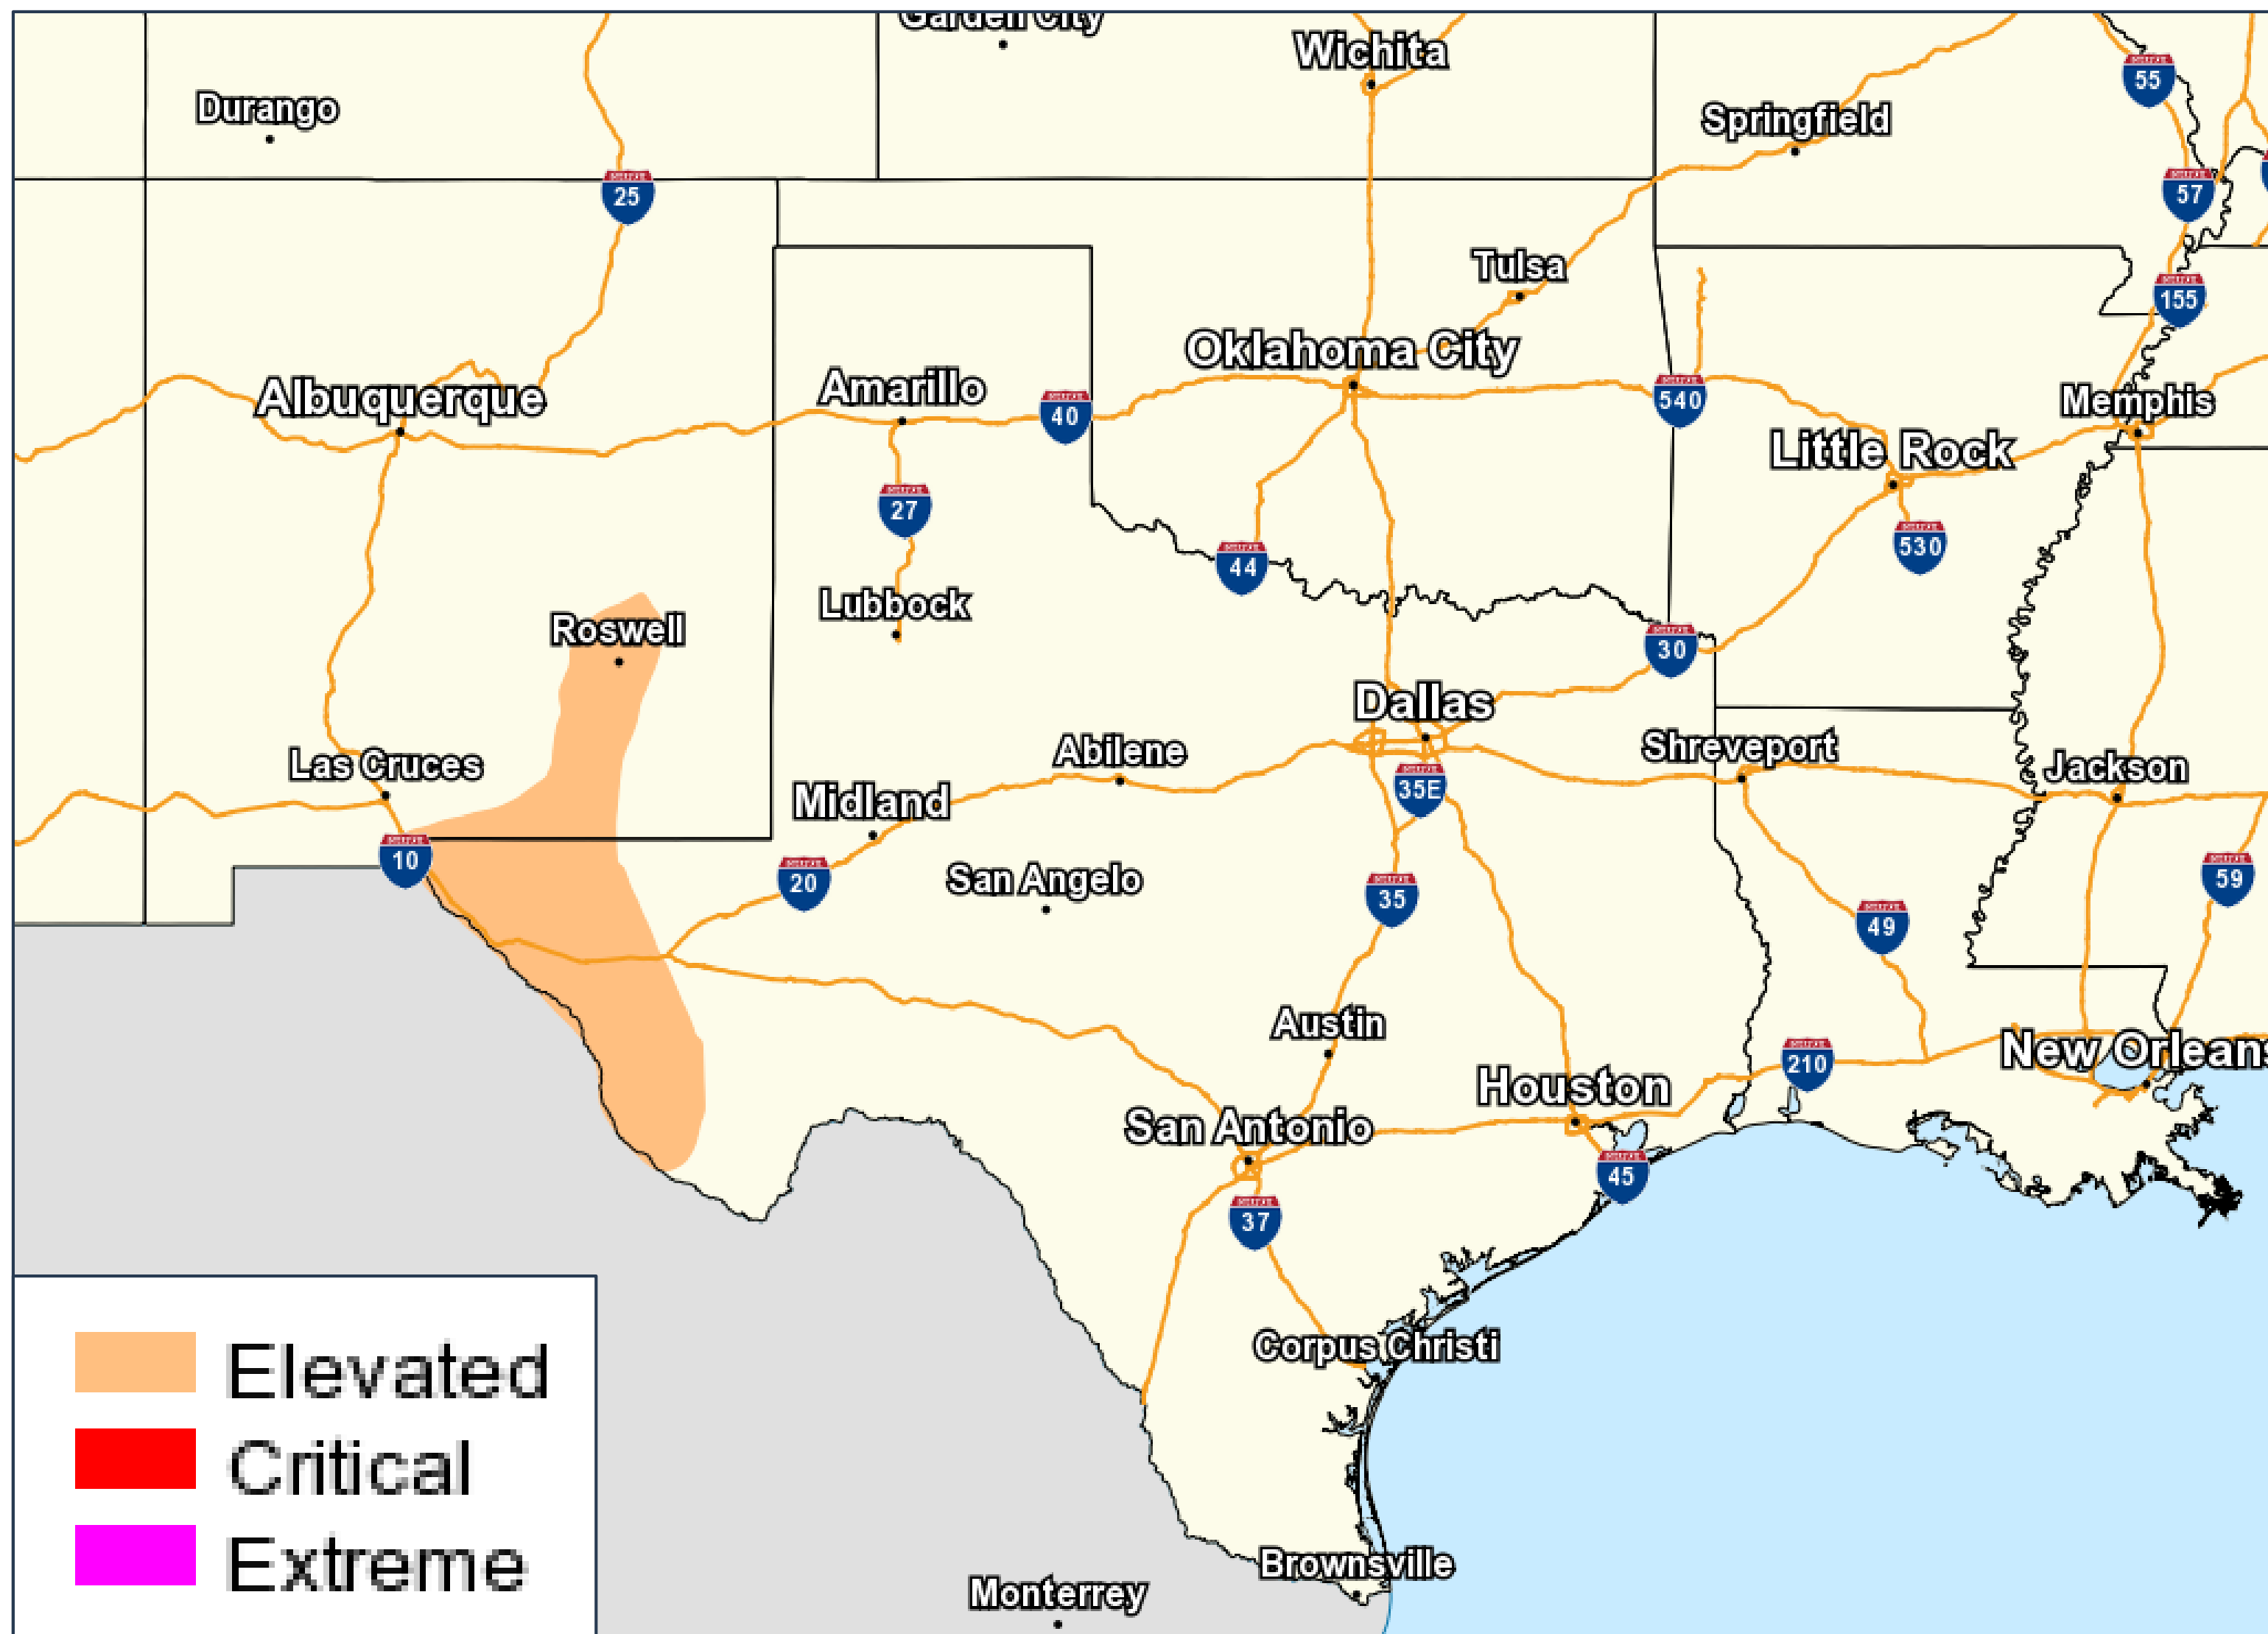 Garden City
Wichita
55
Durango
Springfield
25
57
Tulsa
155
Oklahoma City
Albuquerque
Amarillo
40
540
Memphis
Little Rock
27
530
44
Lubbock
Roswell
30
Dallas
Las Cruces
Abilene
Shreveport
Jackson
Midland
35E
10
20
San Angelo
35
59
49
Austin
New Orleans
210
Houston
San Antonio
45
37
Corpus Christi
Elevated
Critical
Extreme
Brownsville
Monterrey